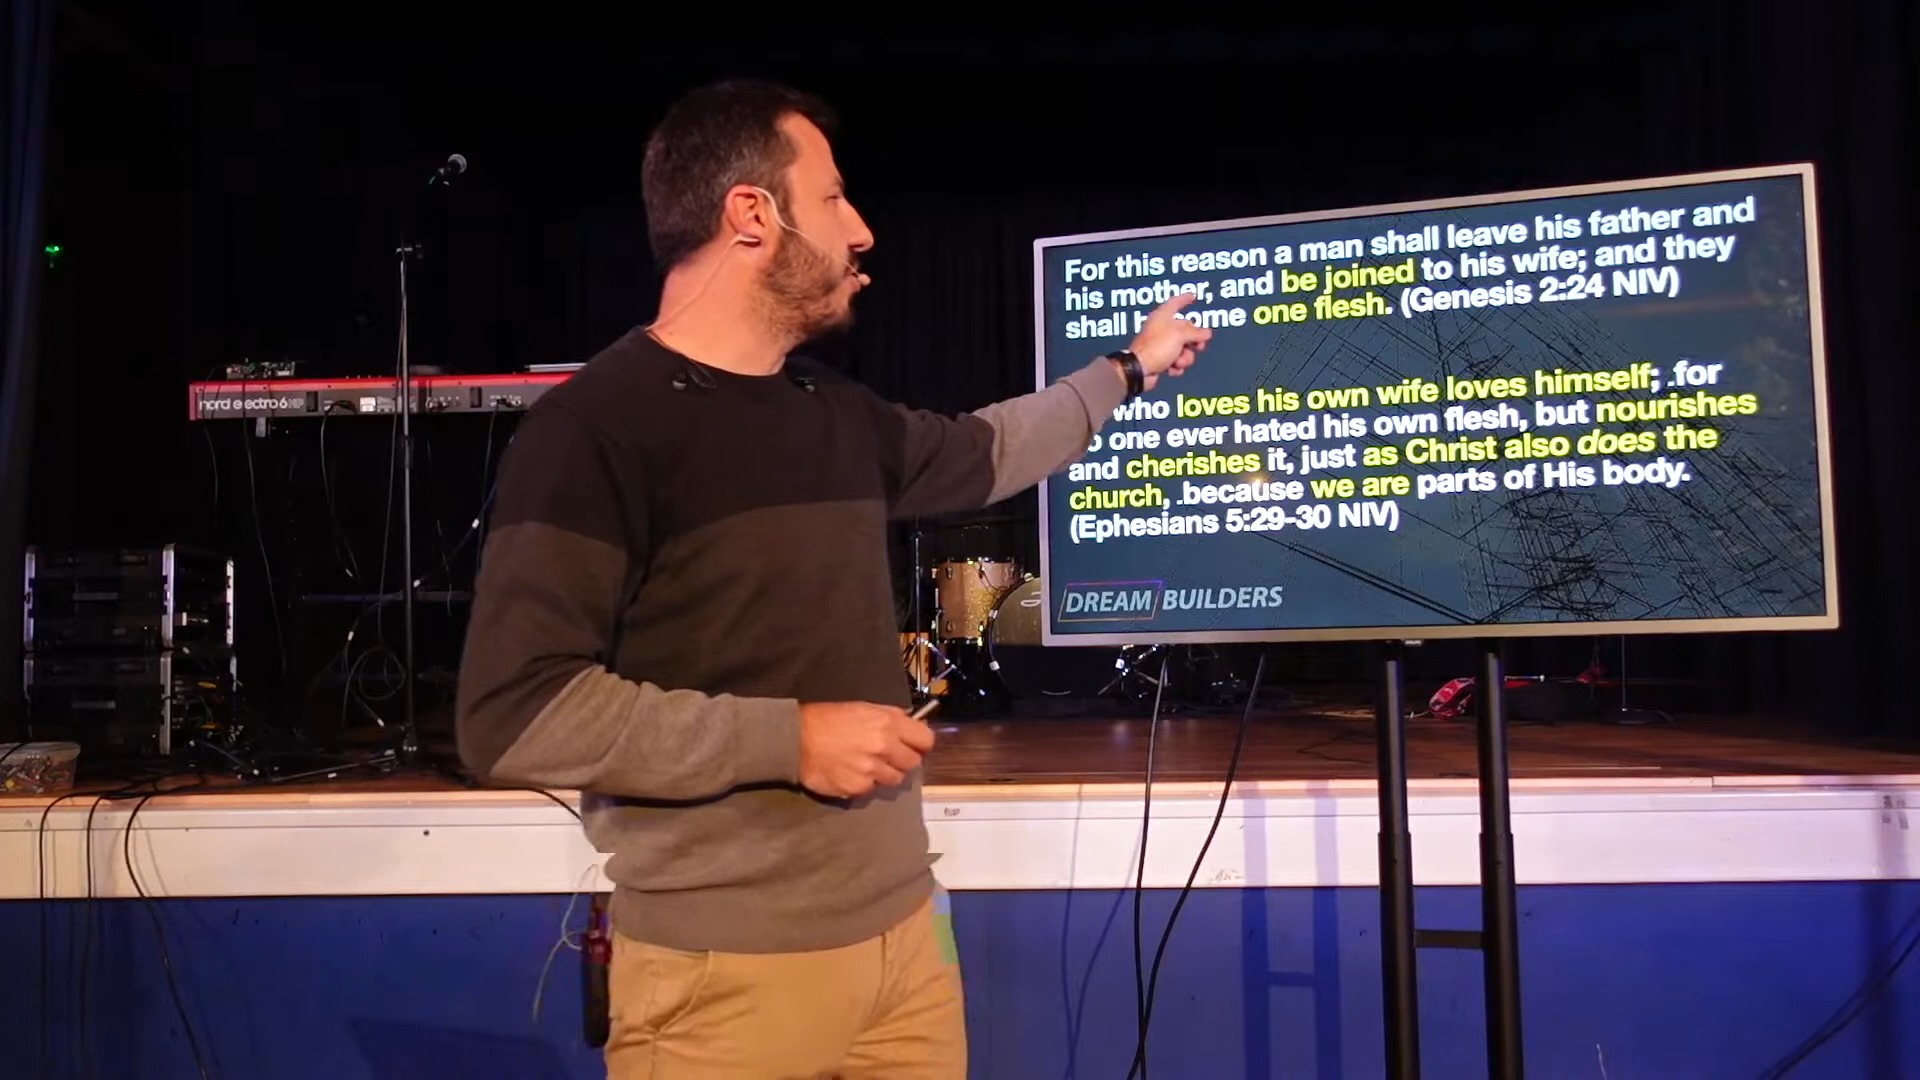 For this reason a man shall leave his father and
his mother, and be joined to his wife; and they
shall become one flesh. (Genesis 2:24 NIV)
who loves his own wife loves himself; .for
one ever hated his own flesh, but nourishes
and cherishes it, just as Christ also does the
church, .because we are parts of His body.
(Ephesians 5:29-30 NIV)
DREAM BUILDERS
nord electro 6 HP